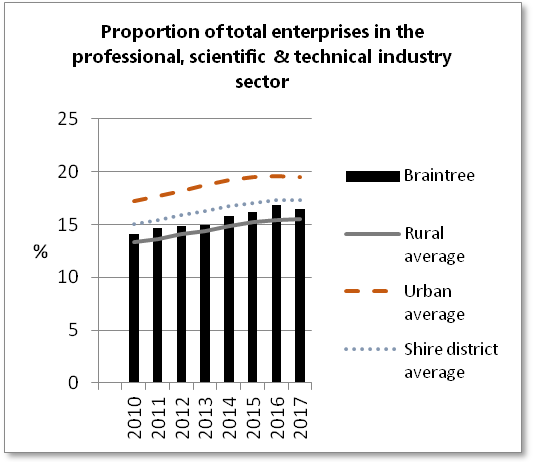 Proportion of total enterprises in the
professional, scientific & technical industry
sector
25
20
15
10
5
0
%
2010
2011
2012
2013
2014
2015
2016
2017
Braintree
Rural
average
Urban
average
Shire district
average